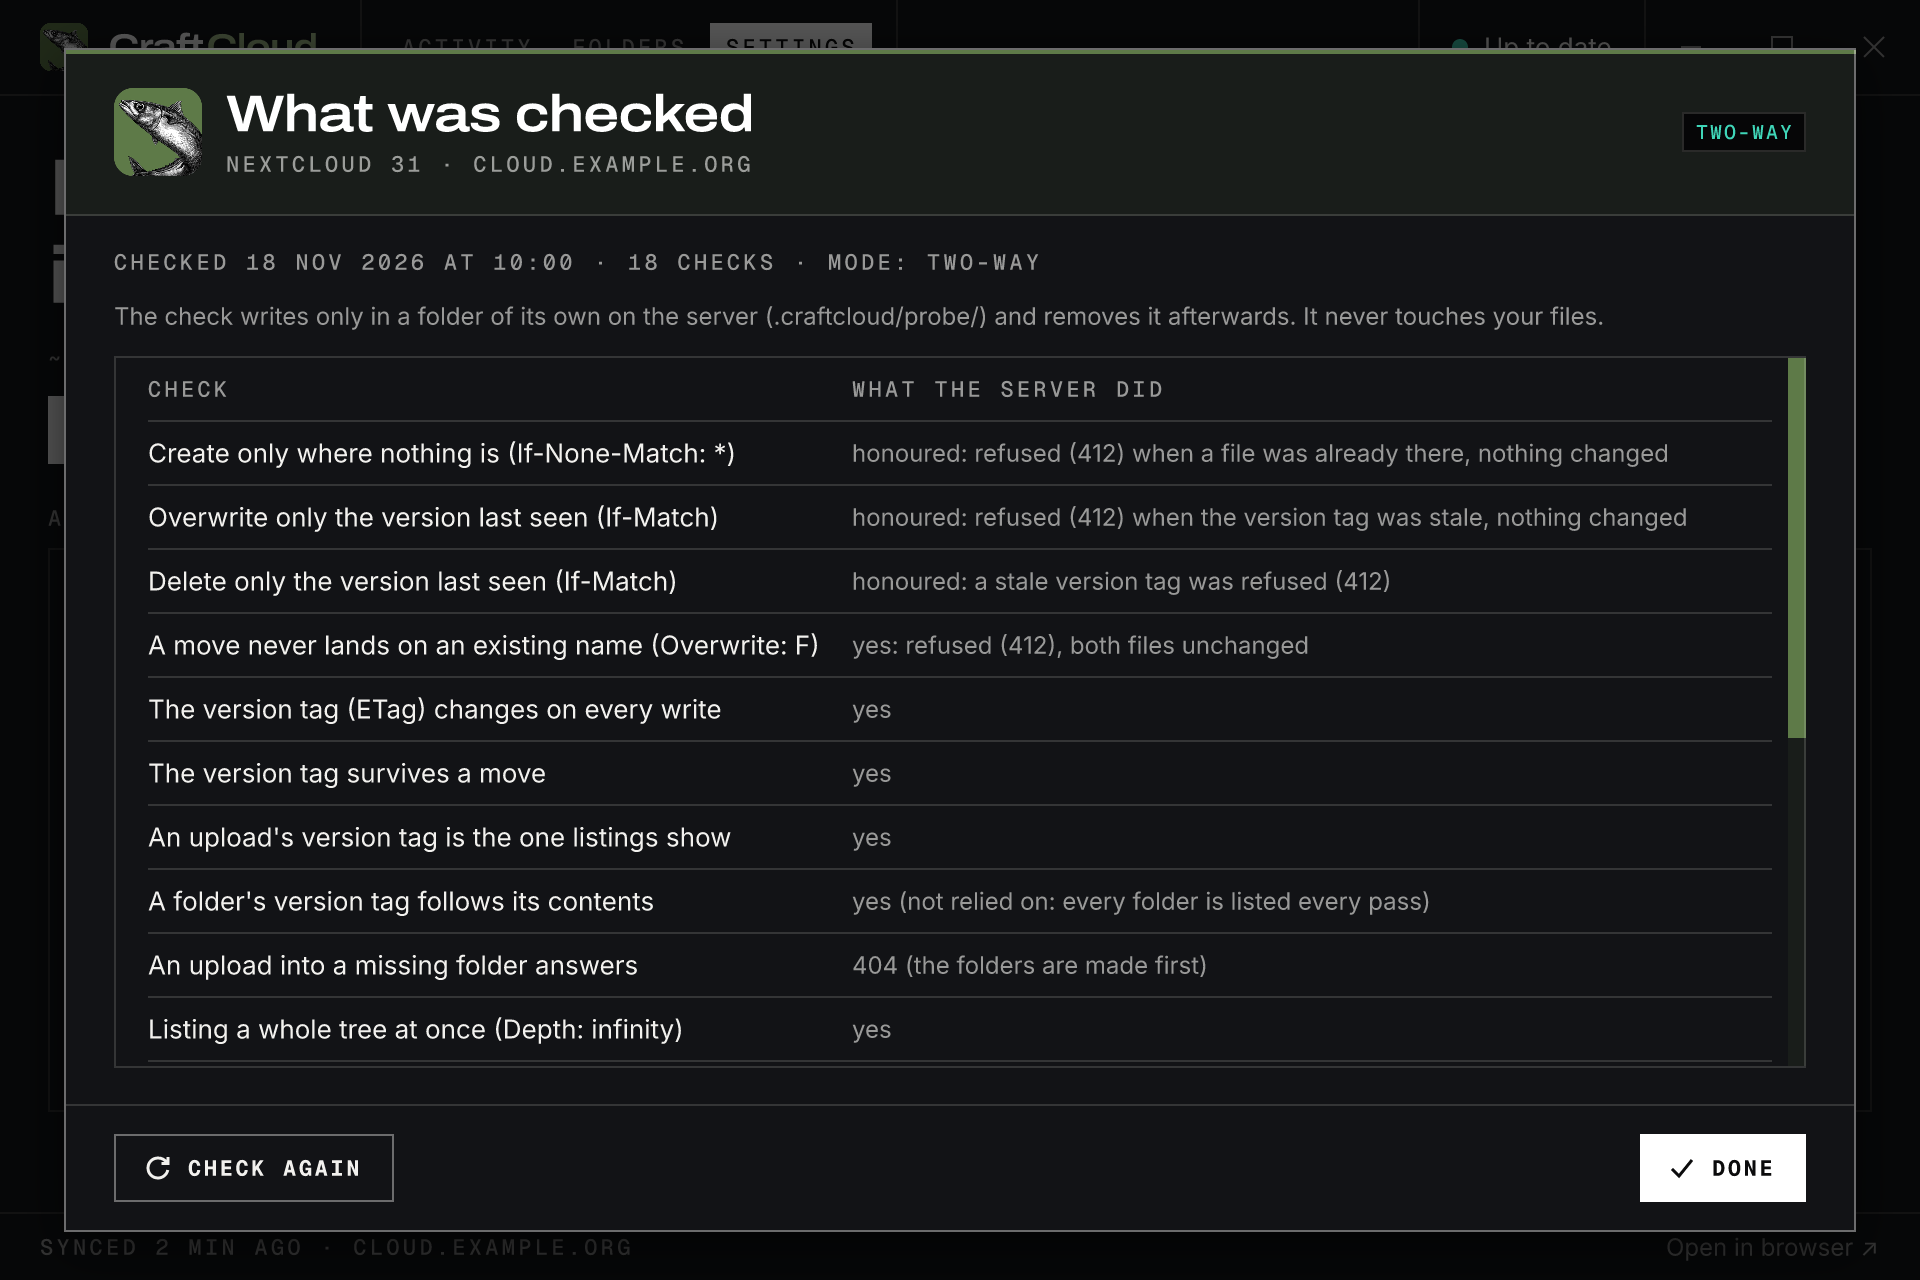 CraftCloud
ACTIVITY FOLDERS SETTINGS
Up to date
What was checked
NEXTCLOUD 31 · CLOUD.EXAMPLE.ORG
TWO-WAY
CHECKED 18 NOV 2026 AT 10:00 · 18 CHECKS · MODE: TWO-WAY
The check writes only in a folder of its own on the server (.craftcloud/probe/) and removes it afterwards. It never touches your files.
CHECK WHAT THE SERVER DID
Create only where nothing is (If-None-Match: *) honoured: refused (412) when a file was already there, nothing changed
Overwrite only the version last seen (If-Match) honoured: refused (412) when the version tag was stale, nothing changed
Delete only the version last seen (If-Match) honoured: a stale version tag was refused (412)
A move never lands on an existing name (Overwrite: F) yes: refused (412), both files unchanged
The version tag (ETag) changes on every write yes
The version tag survives a move yes
An upload's version tag is the one listings show yes
A folder's version tag follows its contents yes (not relied on: every folder is listed every pass)
An upload into a missing folder answers 404 (the folders are made first)
Listing a whole tree at once (Depth: infinity) yes
CHECK AGAIN
DONE
SYNCED 2 MIN AGO · CLOUD.EXAMPLE.ORG
Open in browser ↗